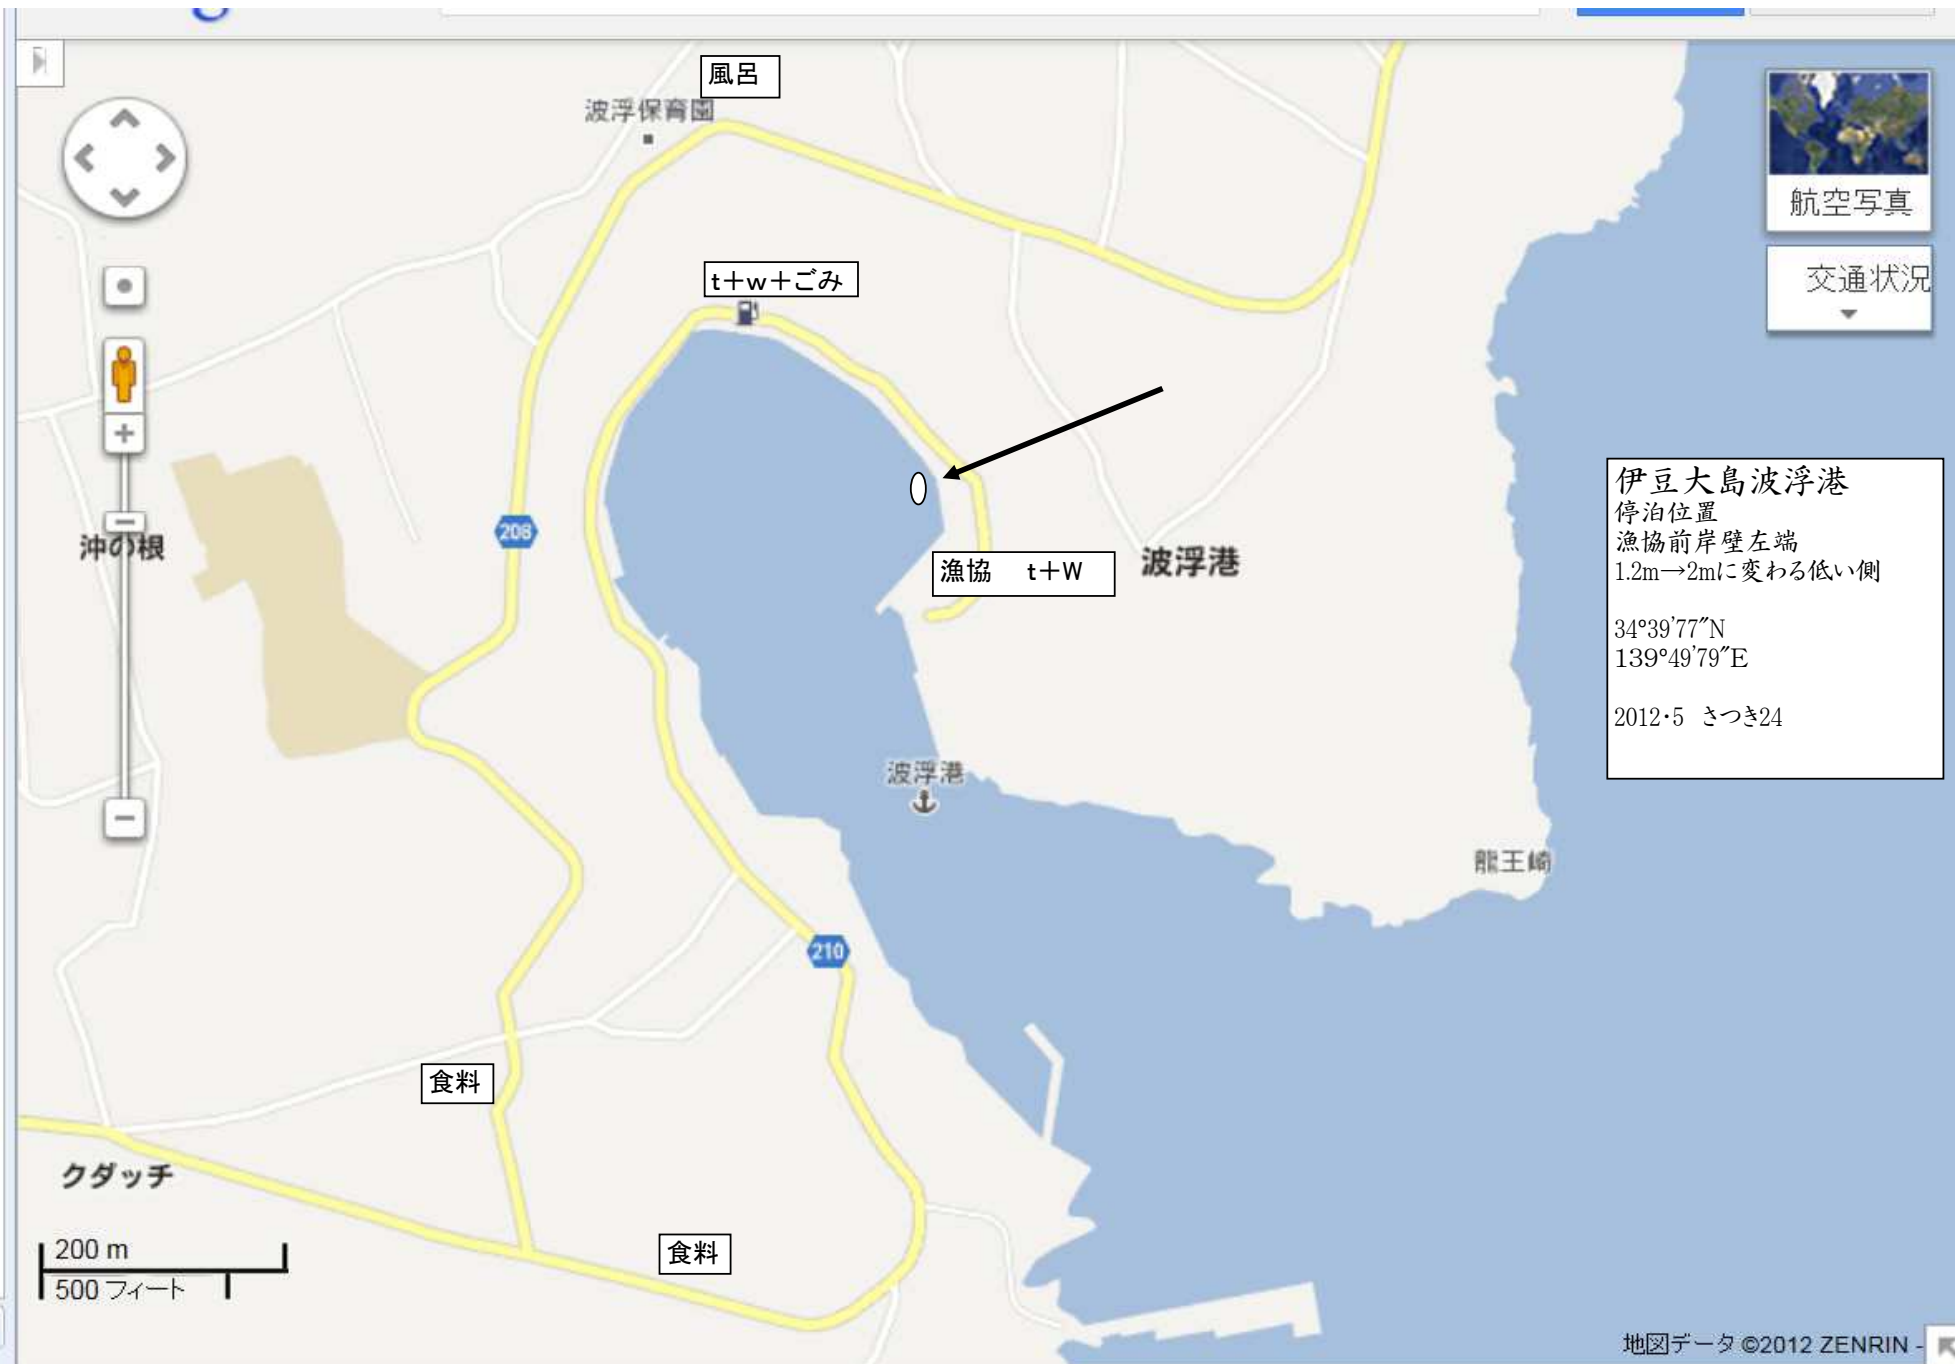 風呂
波浮保育園
航空写真
t+w+ごみ
交通状況
208
沖の根
漁協　t+W
波浮港
伊豆大島波浮港
停泊位置
漁協前岸壁左端
1.2m→2mに変わる低い側
34°39'77"N
139°49'79"E
2012・5　さつき24
波浮港
龍王崎
210
食料
クダッチ
食料
200 m
500 フィート
地図データ ©2012 ZENRIN -